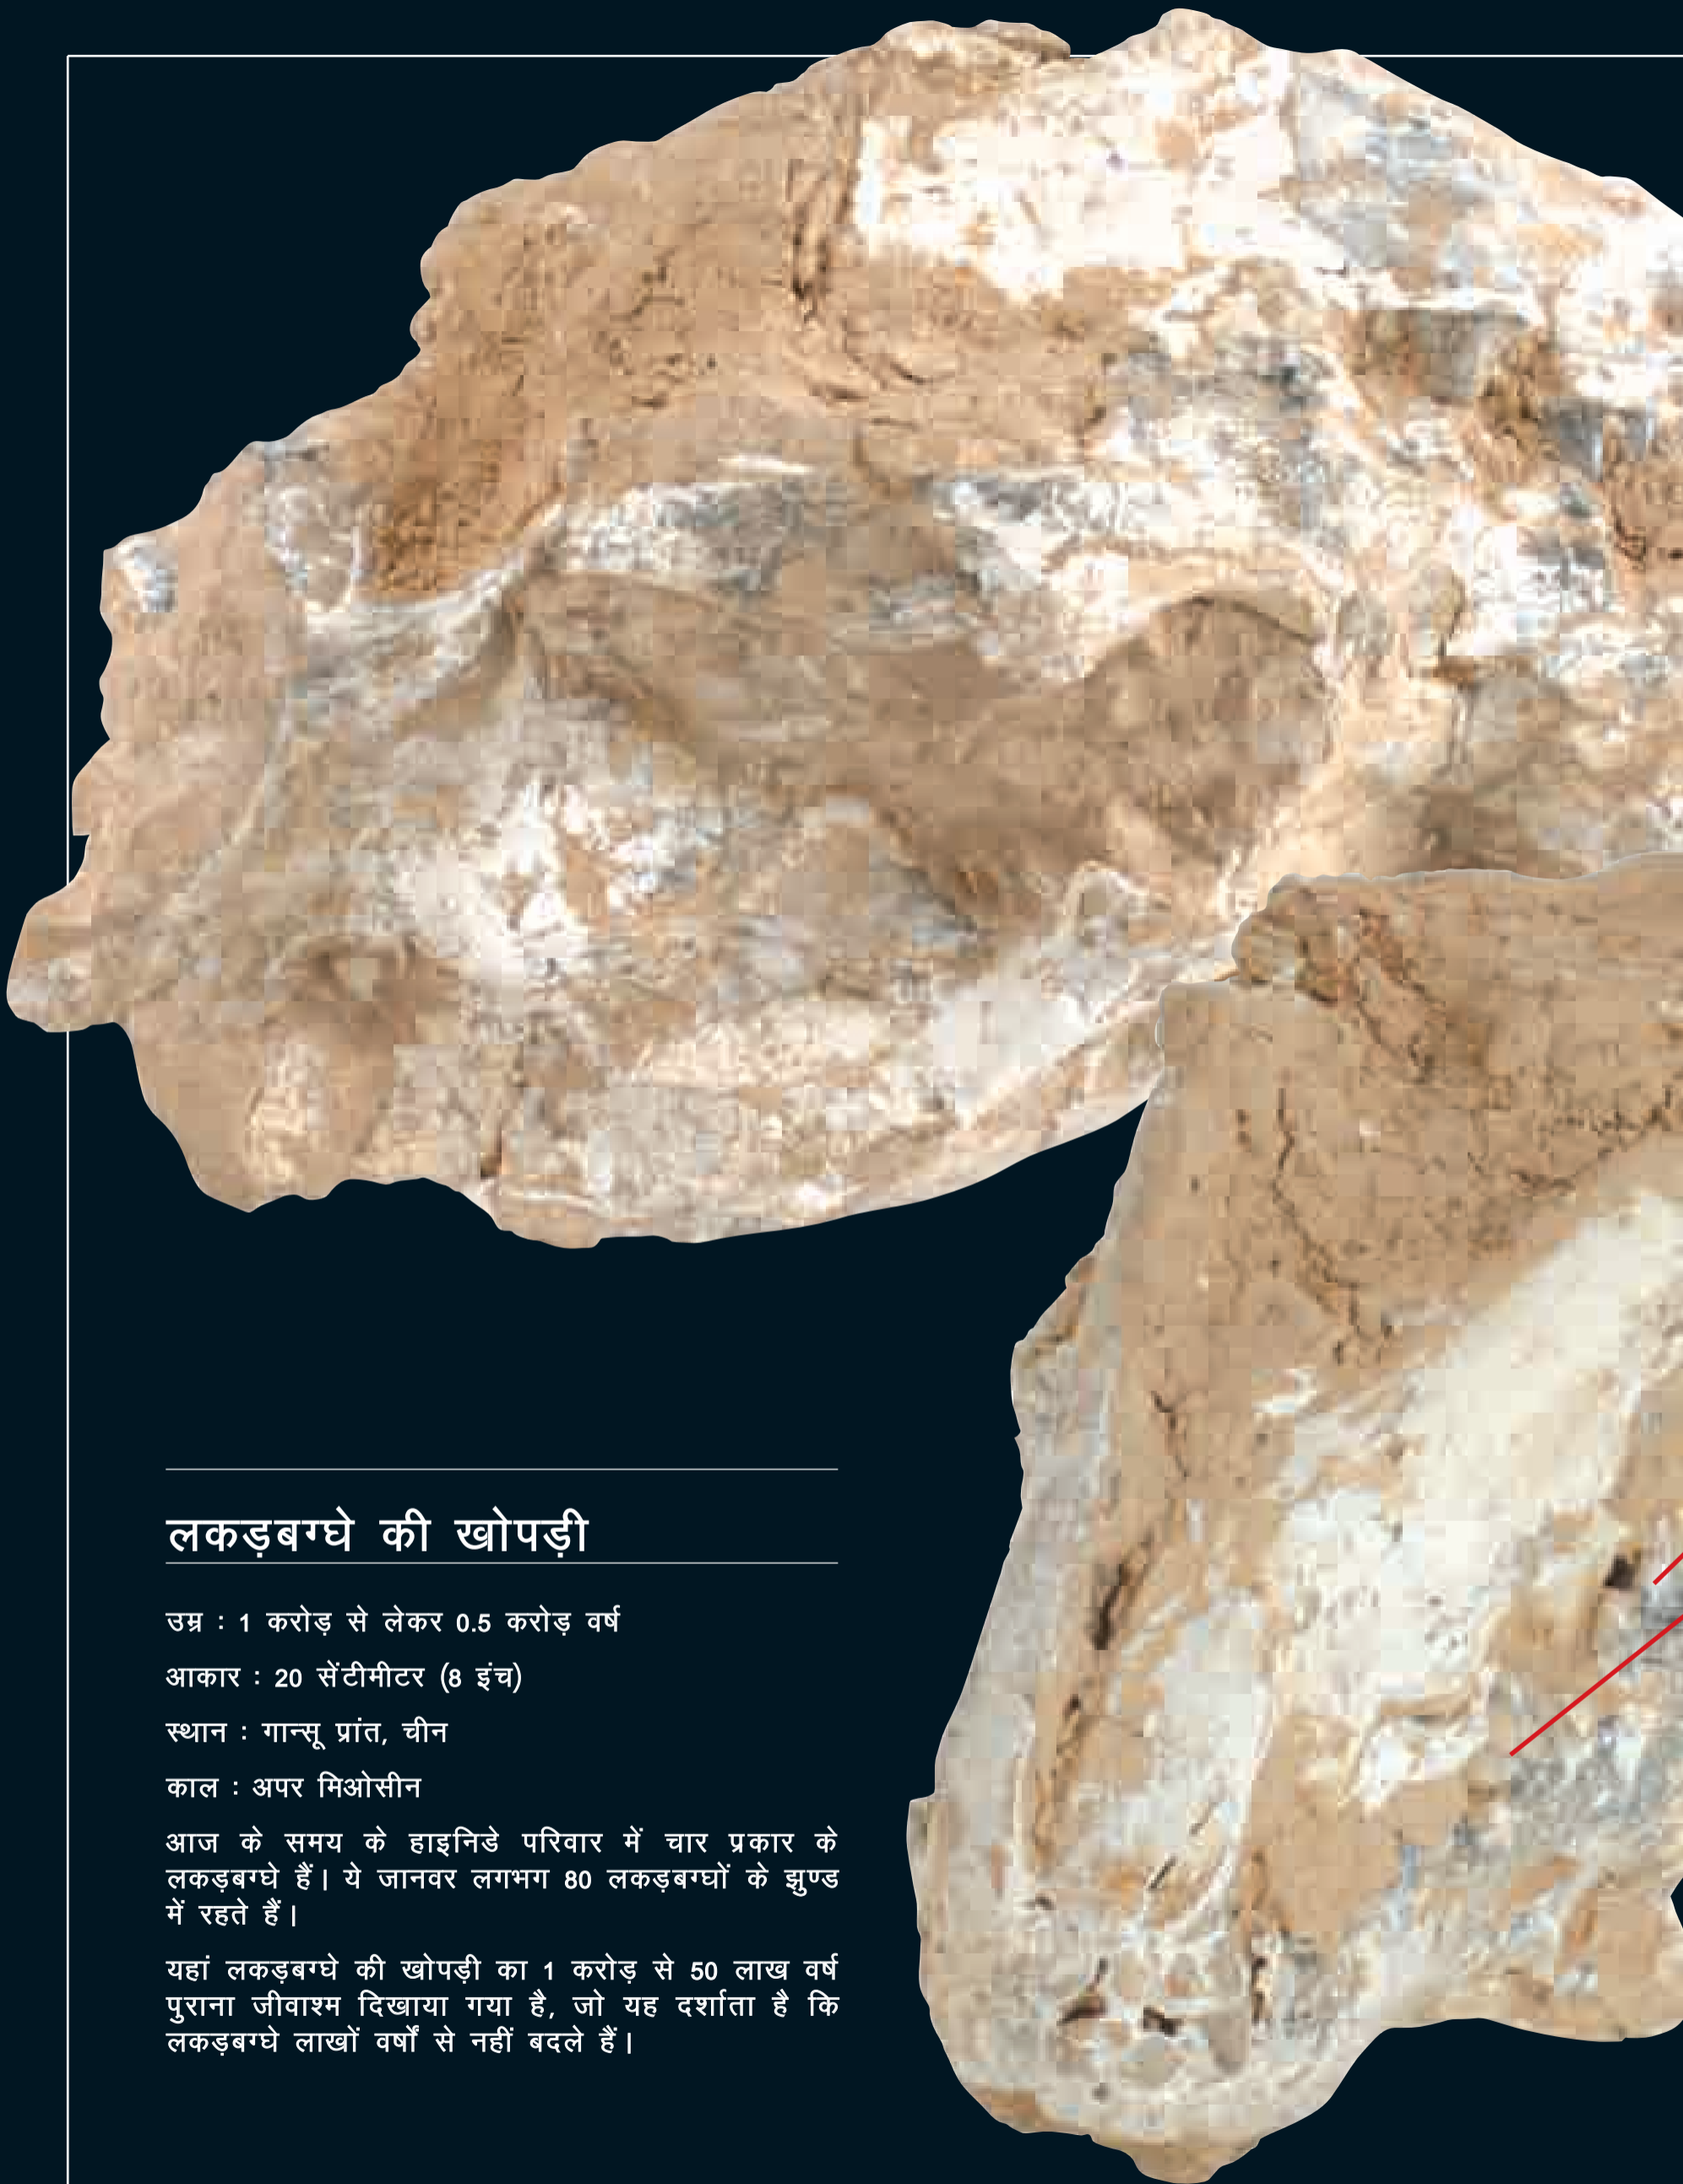 लकड़बग्घे की खोपड़ी
उम्र : 1 करोड़ से लेकर 0.5 करोड़ वर्ष
आकार : 20 सेंटीमीटर (8 इंच)
स्थान : गान्सू प्रांत, चीन
काल : अपर मिओसीन
आज के समय के हाइनिडे परिवार में चार प्रकार के
लकड़बग्घे हैं। ये जानवर लगभग 80 लकड़बग्घों के झुण्ड
में रहते हैं।
यहां लकड़बग्घे की खोपड़ी का 1 करोड़ से 50 लाख वर्ष
पुराना जीवाश्म दिखाया गया है, जो यह दर्शाता है कि
लकड़बग्घे लाखों वर्षों से नहीं बदले हैं।